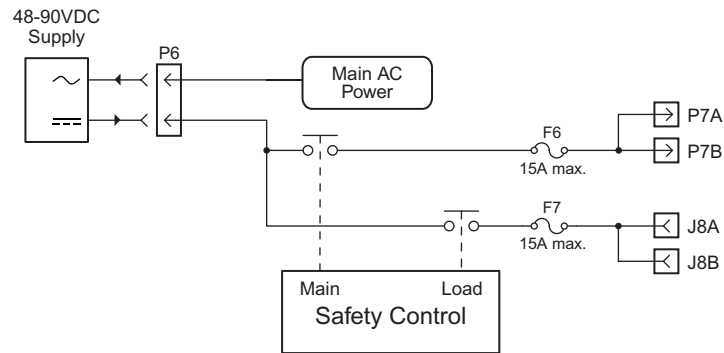 48-90VDC
Supply
P6
Main AC
Power
F6
15A max.
P7A
P7B
F7
15A max.
J8A
J8B
Main
Load
Safety Control